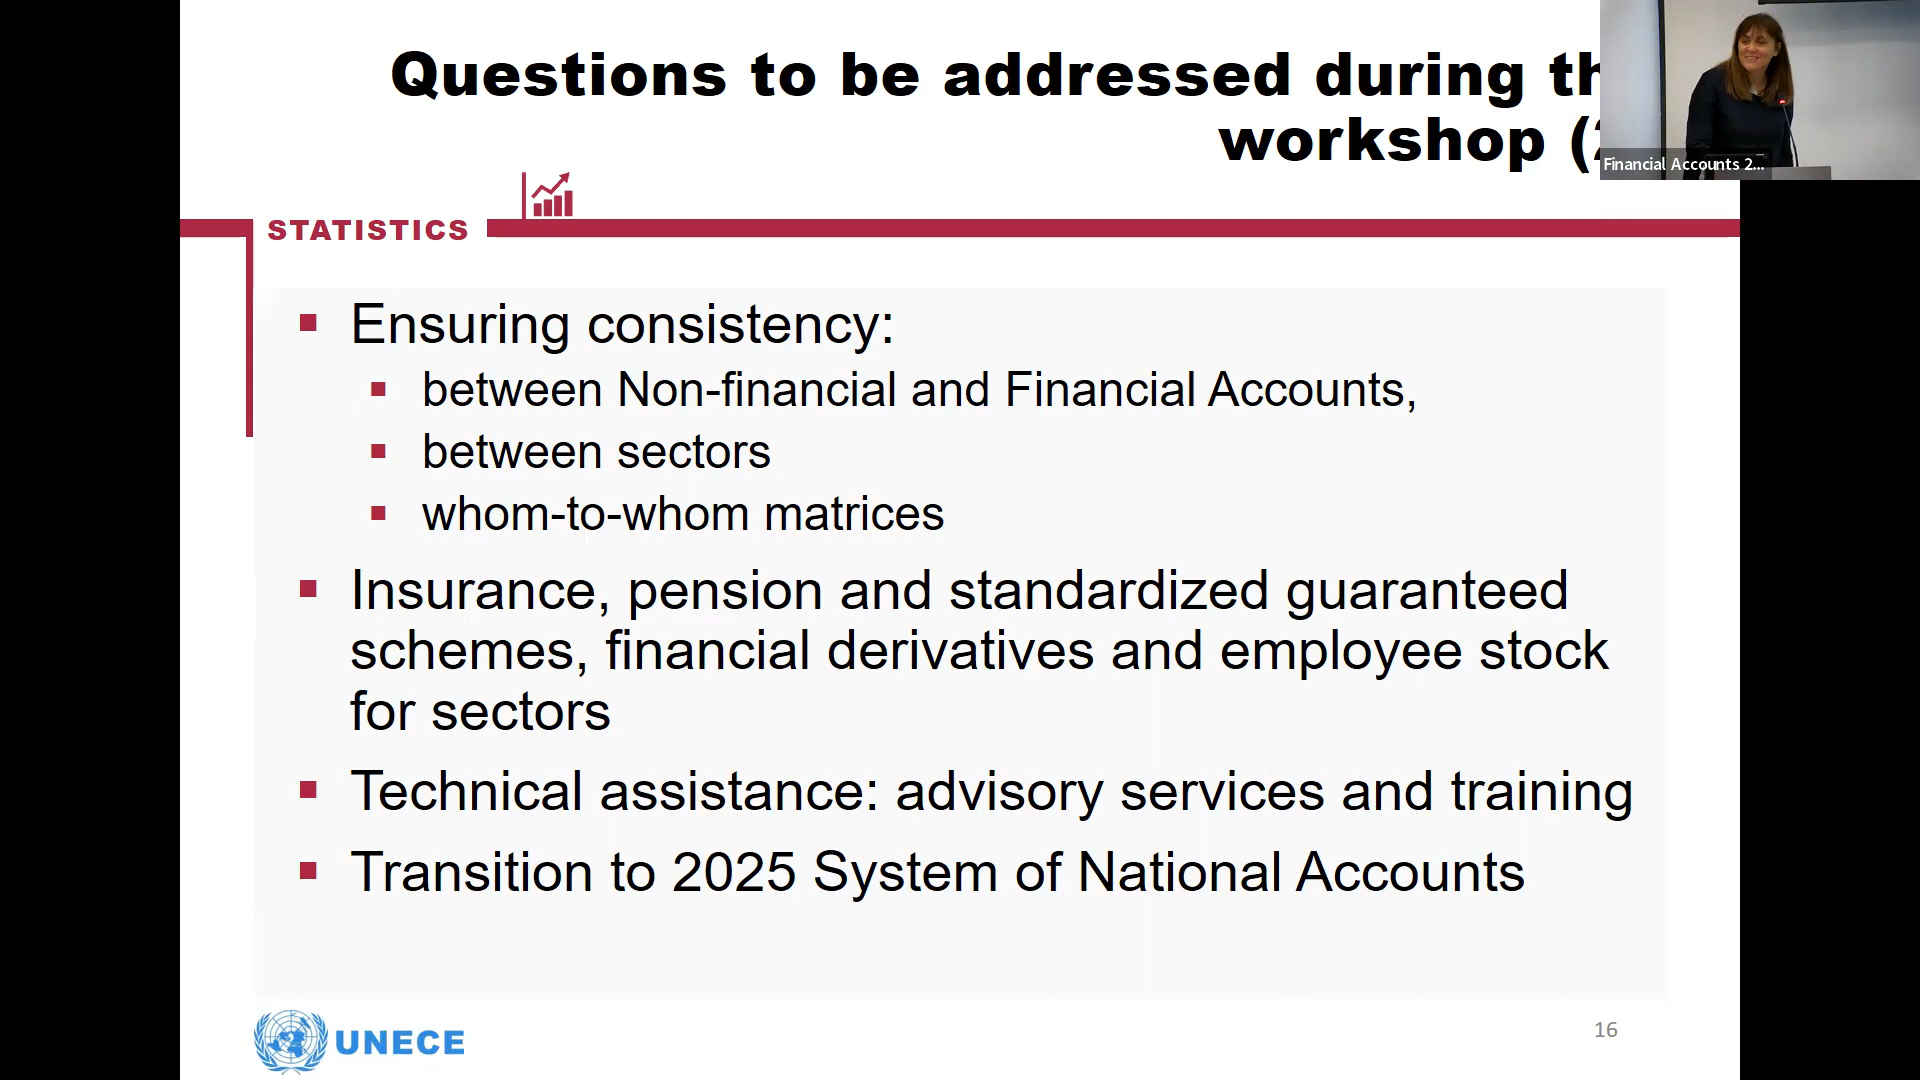 Questions to be addressed during
workshop
Financial Accounts 2...
STATISTICS
Ensuring consistency:
between Non-financial and Financial Accounts,
between sectors
whom-to-whom matrices
Insurance, pension and standardized guaranteed
schemes, financial derivatives and employee stock
for sectors
Technical assistance: advisory services and training
Transition to 2025 System of National Accounts
UNECE
16